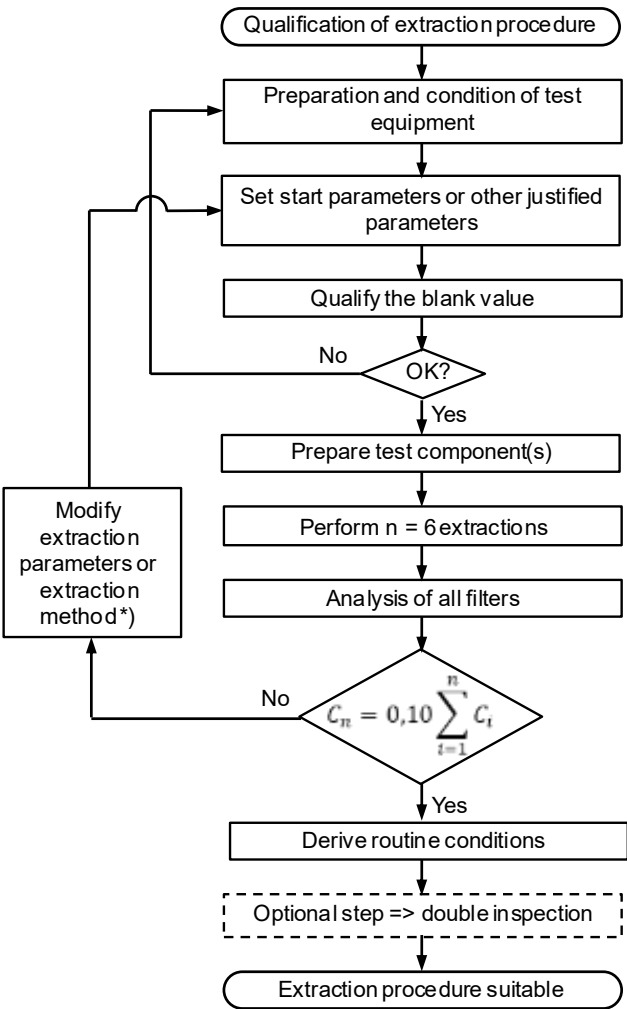 Qualification of extraction procedure
Preparation and condition of test
equipment
Set start parameters or other justified
parameters
Qualify the blank value
No
OK?
Yes
Prepare test component(s)
Modify
extraction
parameters or
extraction
method*)
Perform n = 6 extractions
Analysis of all filters
No
C_n = 0,10 \sum_{i=1}^{n} C_i
Yes
Derive routine conditions
Optional step => double inspection
Extraction procedure suitable